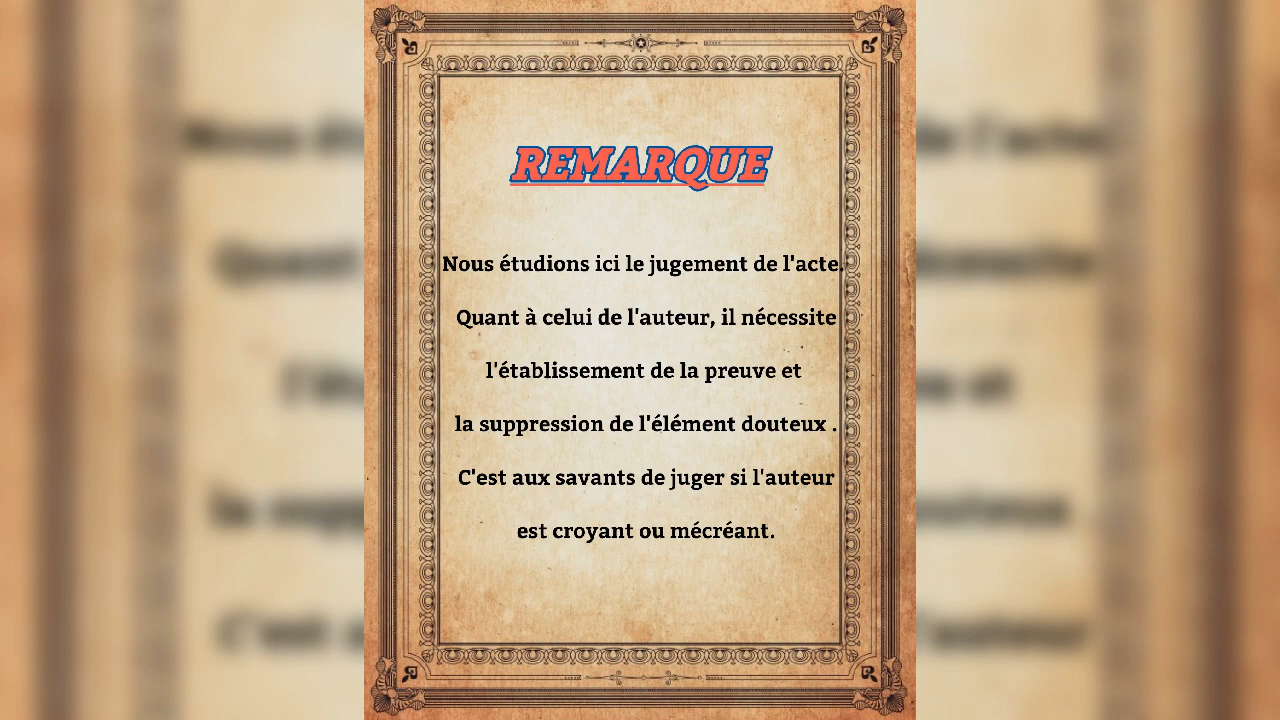 REMARQUE
Nous étudions ici le jugement de l'acte.
Quant à celui de l'auteur, il nécessite
l'établissement de la preuve et
la suppression de l'élément douteux .
C'est aux savants de juger si l'auteur
est croyant ou mécréant.